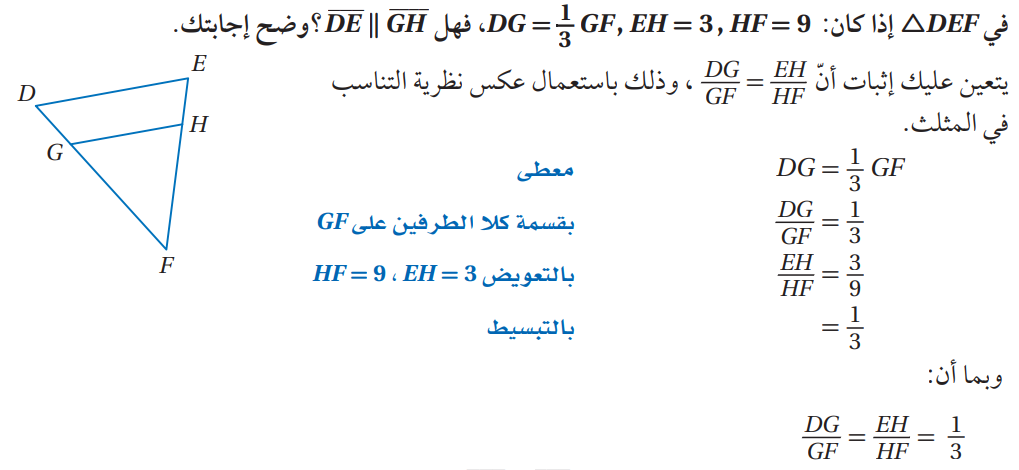 في △DEF إذا كان: DG = 1/3 GF, EH = 3, HF = 9، فهل DE ∥ GH ؟ وضح إجابتك.
يتعين عليك إثبات أنّ DG/GF = EH/HF ، وذلك باستعمال عكس نظرية التناسب
في المثلث.
DG = 1/3 GF معطى
DG/GF = 1/3 بقسمة كلا الطرفين على GF
EH/HF = 3/9 بالتعويض EH = 3 ، HF = 9
= 1/3 بالتبسيط
وبما أن:
DG/GF = EH/HF = 1/3
E
D
H
G
F